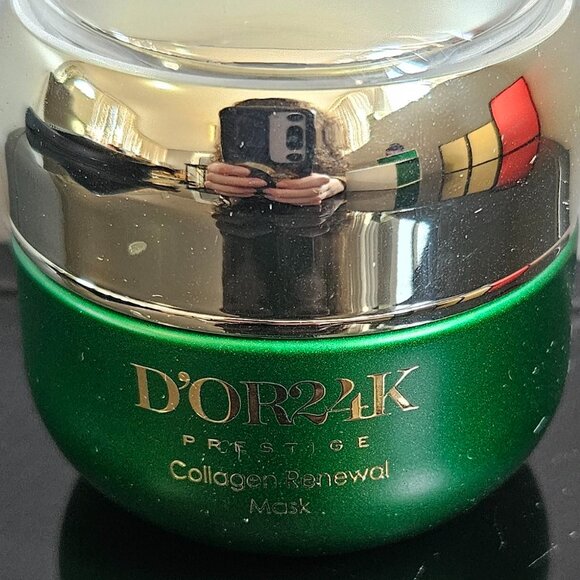 D'OR24K
PRESTIGE
Collagen Renewal
Mask